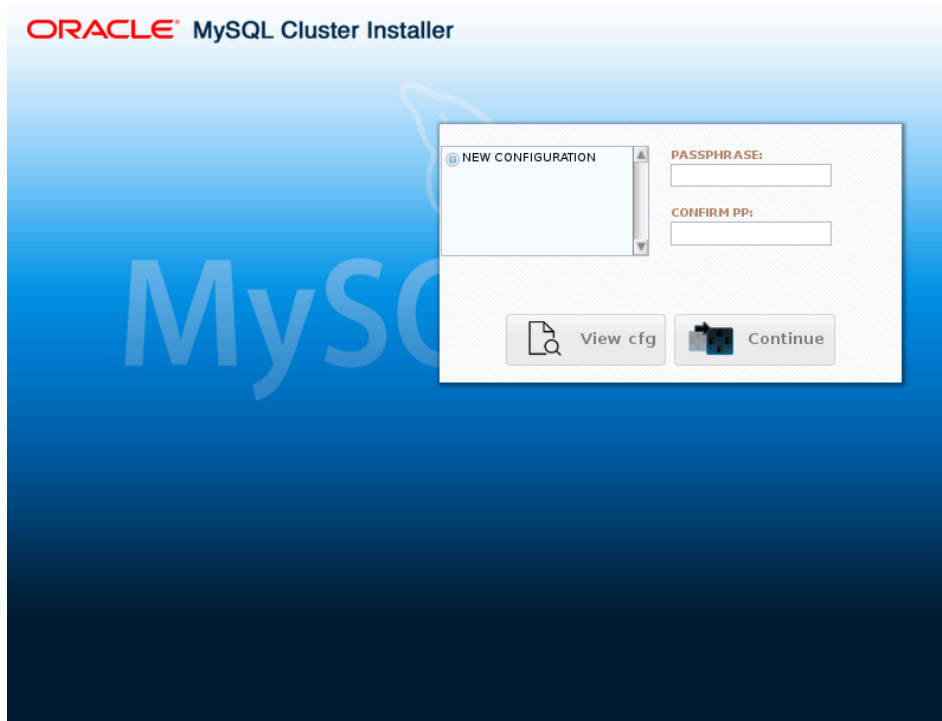 ORACLE® MySQL Cluster Installer
NEW CONFIGURATION
PASSPHRASE:
CONFIRM PP:
View cfg
Continue
MySQ